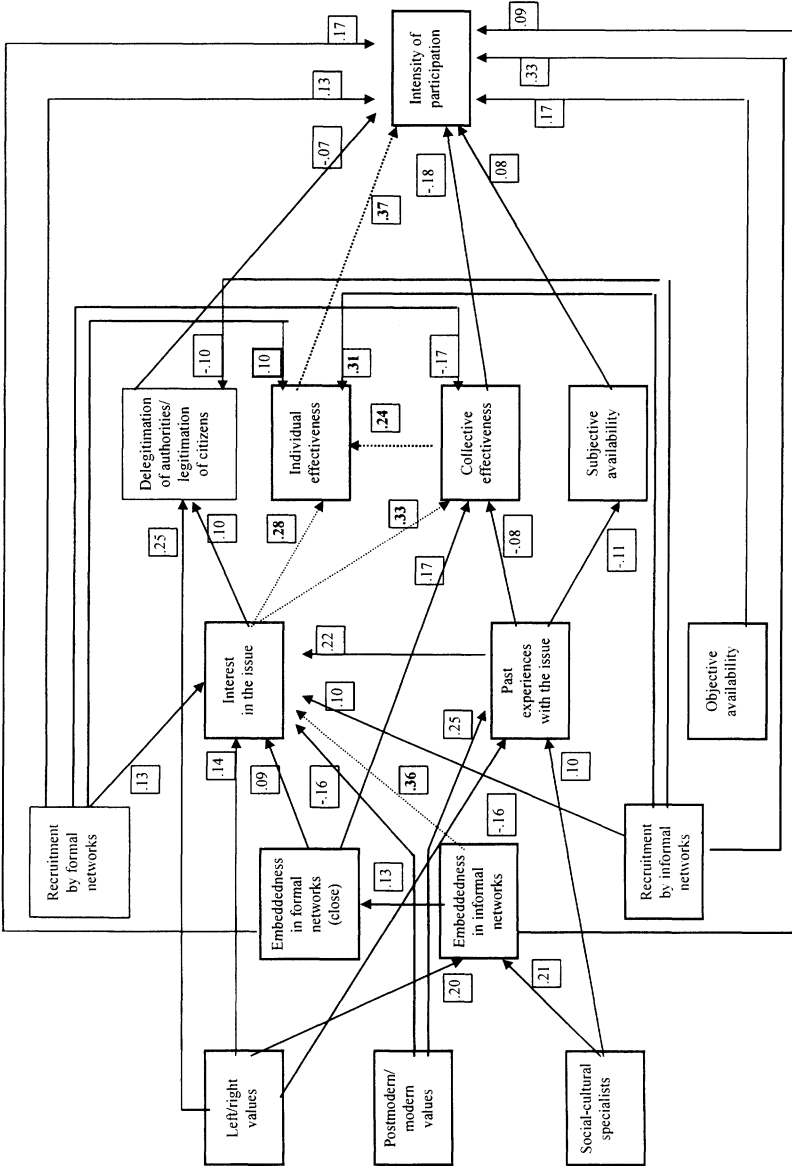 Left/right
values
Postmodern/
modern
values
Social-cultural
specialists
Recruitment
by formal
networks
Embeddedness
in formal
networks
(close)
Embeddedness
in informal
networks
Recruitment
by informal
networks
Interest
in the issue
Past
experiences
with the issue
Objective
availability
Delegitimation
of authorities/
legitimation
of citizens
Individual
effectiveness
Collective
effectiveness
Subjective
availability
Intensity of
participation
.20
.21
.13
.13
.14
.09
-.16
.36
-.16
.10
.25
.10
.22
.25
.10
.28
.33
.17
-.08
-.11
-.10
.10
.31
.24
-.17
.17
.13
-.07
.37
-.18
.08
.09
.33
.17